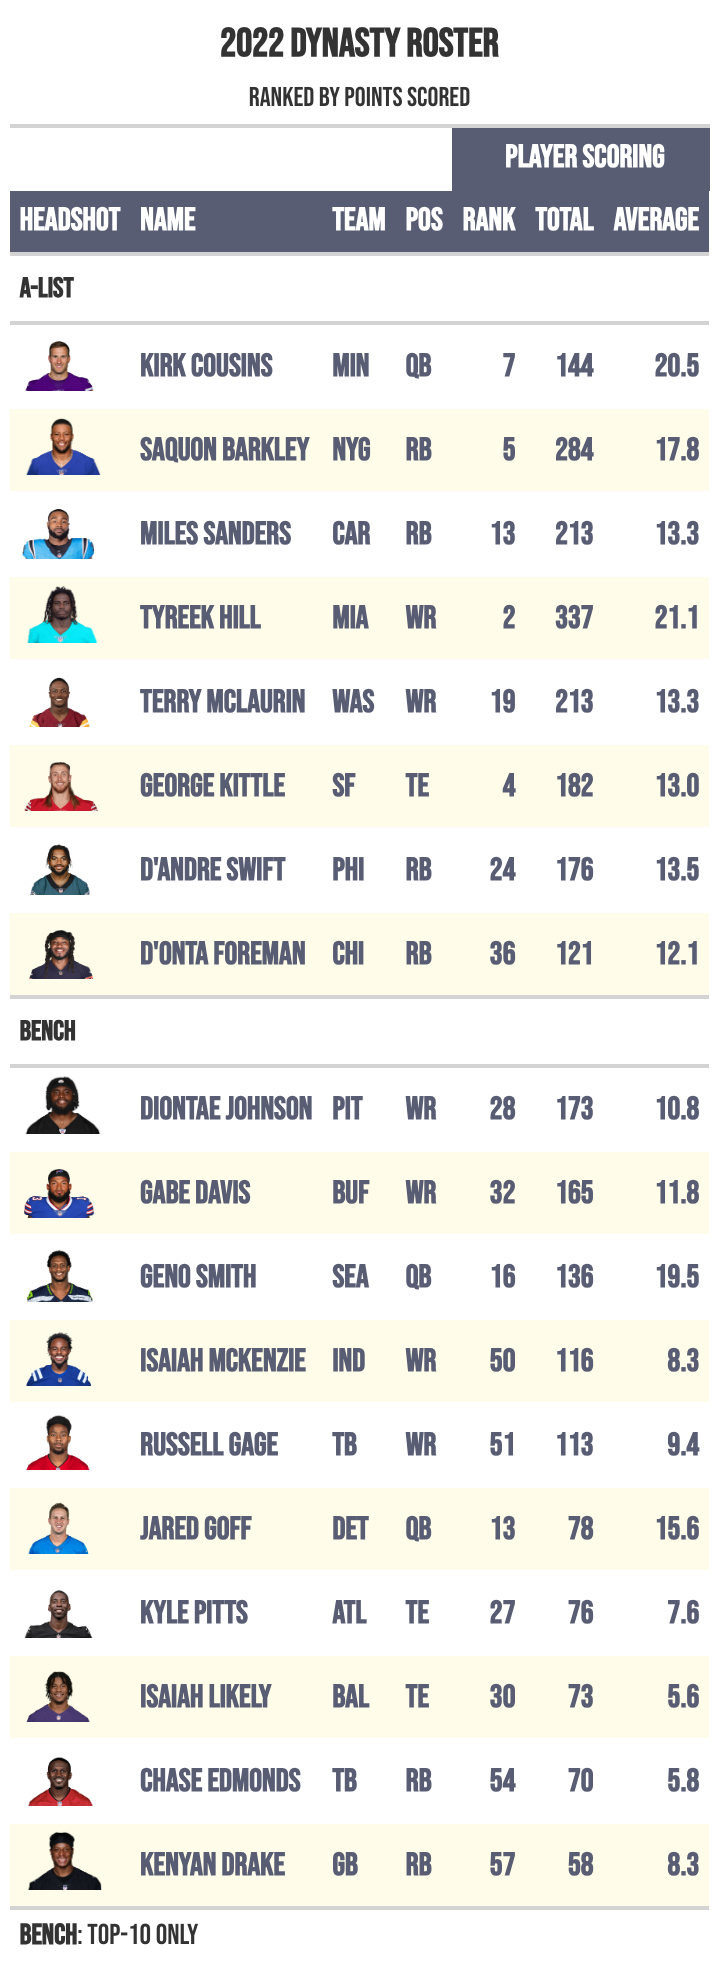 2022 DYNASTY ROSTER
RANKED BY POINTS SCORED
PLAYER SCORING
HEADSHOT NAME TEAM POS RANK TOTAL AVERAGE
A-LIST
KIRK COUSINS MIN QB 7 144 20.5
SAQUON BARKLEY NYG RB 5 284 17.8
MILES SANDERS CAR RB 13 213 13.3
TYREEK HILL MIA WR 2 337 21.1
TERRY MCLAURIN WAS WR 19 213 13.3
GEORGE KITTLE SF TE 4 182 13.0
D'ANDRE SWIFT PHI RB 24 176 13.5
D'ONTA FOREMAN CHI RB 36 121 12.1
BENCH
DIONTAE JOHNSON PIT WR 28 173 10.8
GABE DAVIS BUF WR 32 165 11.8
GENO SMITH SEA QB 16 136 19.5
ISAIAH MCKENZIE IND WR 50 116 8.3
RUSSELL GAGE TB WR 51 113 9.4
JARED GOFF DET QB 13 78 15.6
KYLE PITTS ATL TE 27 76 7.6
ISAIAH LIKELY BAL TE 30 73 5.6
CHASE EDMONDS TB RB 54 70 5.8
KENYAN DRAKE GB RB 57 58 8.3
BENCH: TOP-10 ONLY